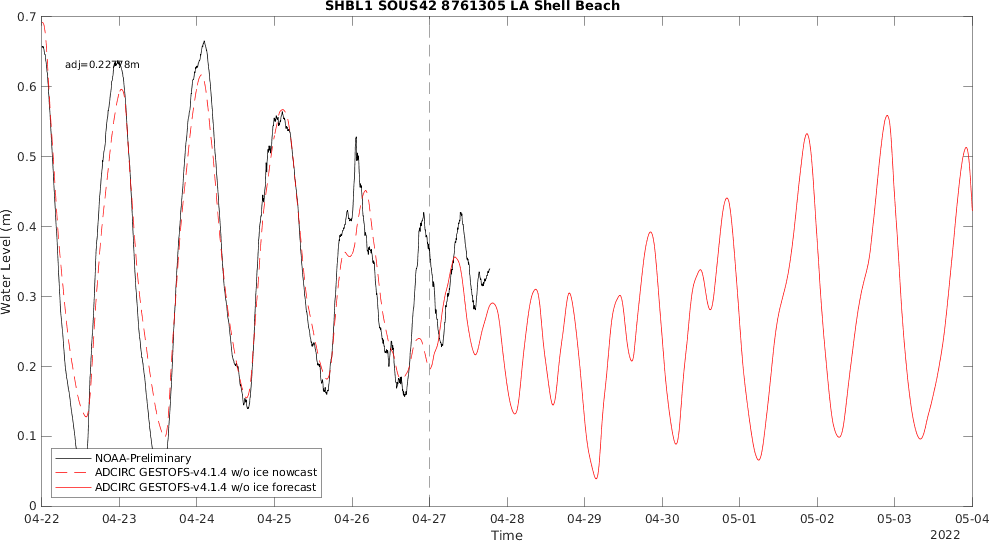 SHBL1 SOUS42 8761305 LA Shell Beach
0.7
0.6
0.5
0.4
0.3
0.2
0.1
0
Water Level (m)
NOAA-Preliminary
ADCIRC GESTOFS-v4.1.4 w/o ice nowcast
ADCIRC GESTOFS-v4.1.4 w/o ice forecast
04-22 04-23 04-24 04-25 04-26 04-27 04-28 04-29 04-30 05-01 05-02 05-03 05-04
Time
2022